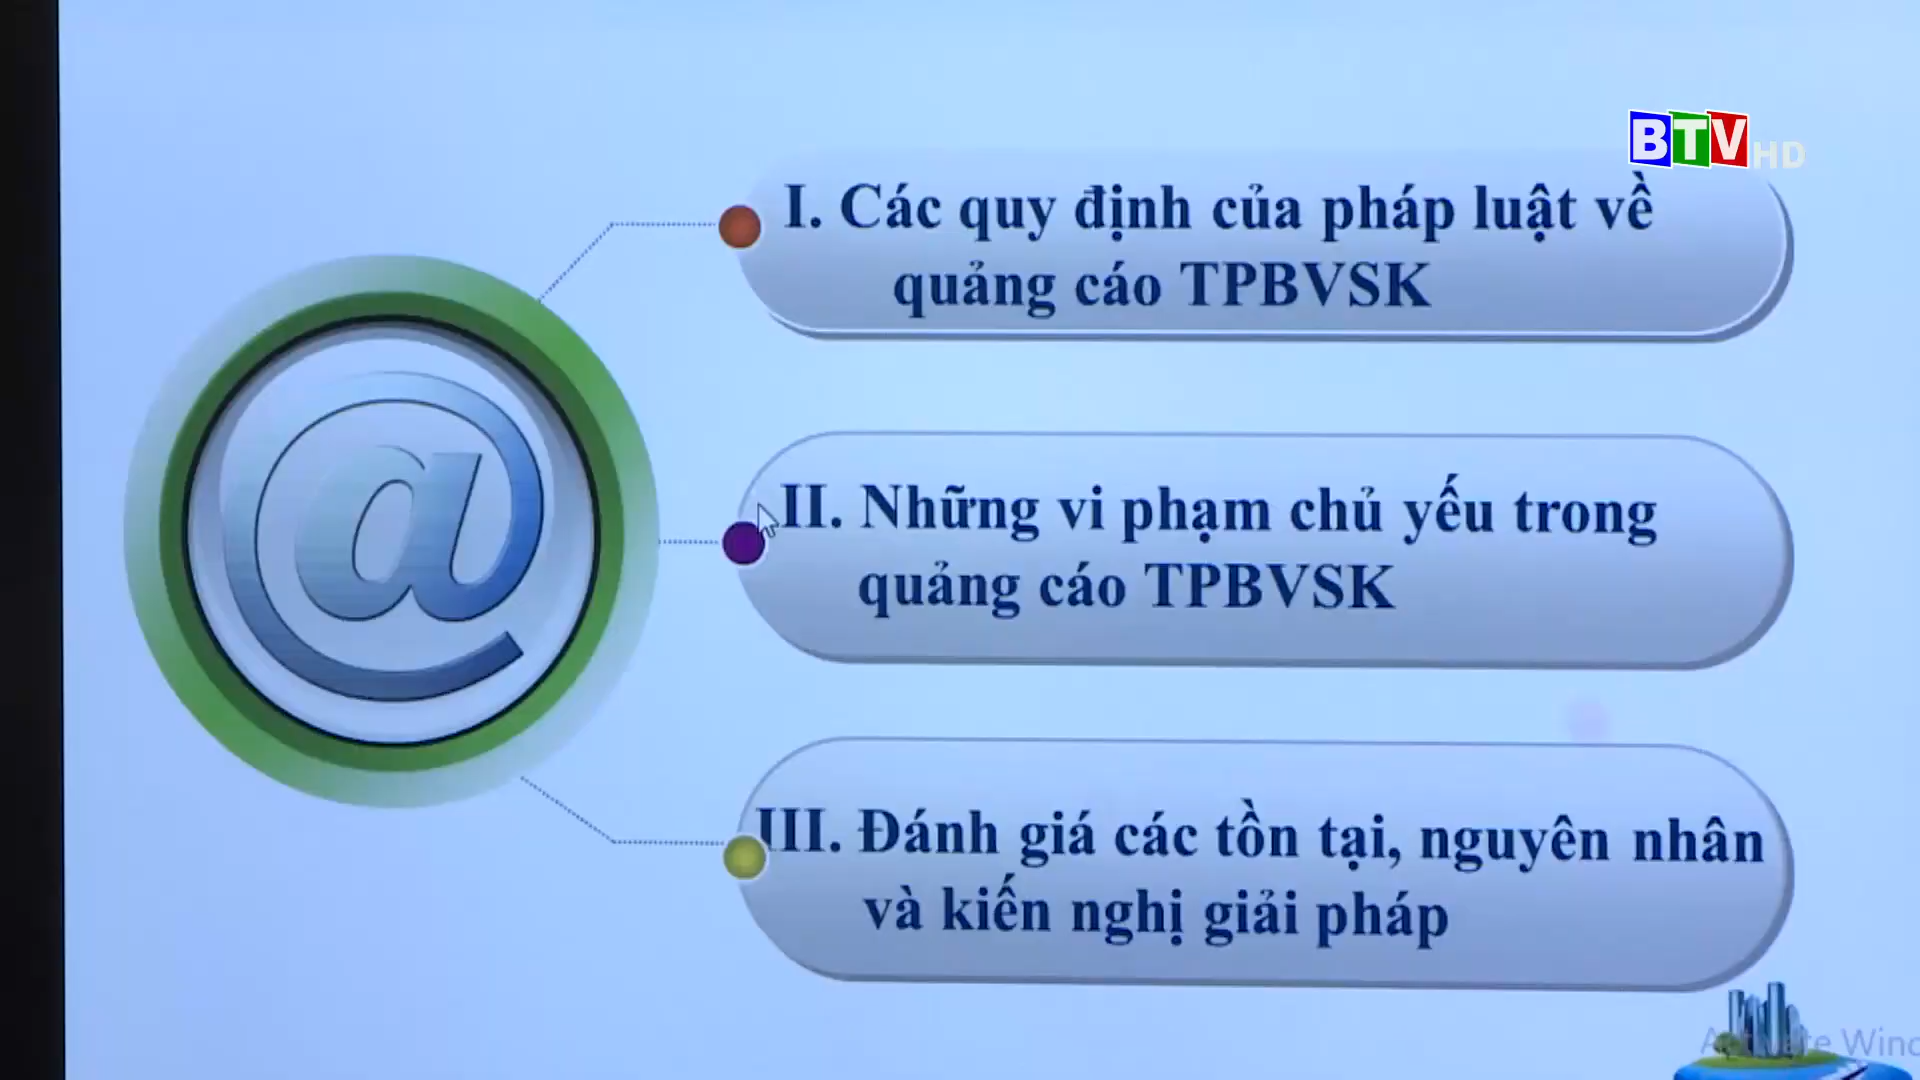 BTV HD
I. Các quy định của pháp luật về
quảng cáo TPBVSK
II. Những vi phạm chủ yếu trong
quảng cáo TPBVSK
III. Đánh giá các tồn tại, nguyên nhân
và kiến nghị giải pháp